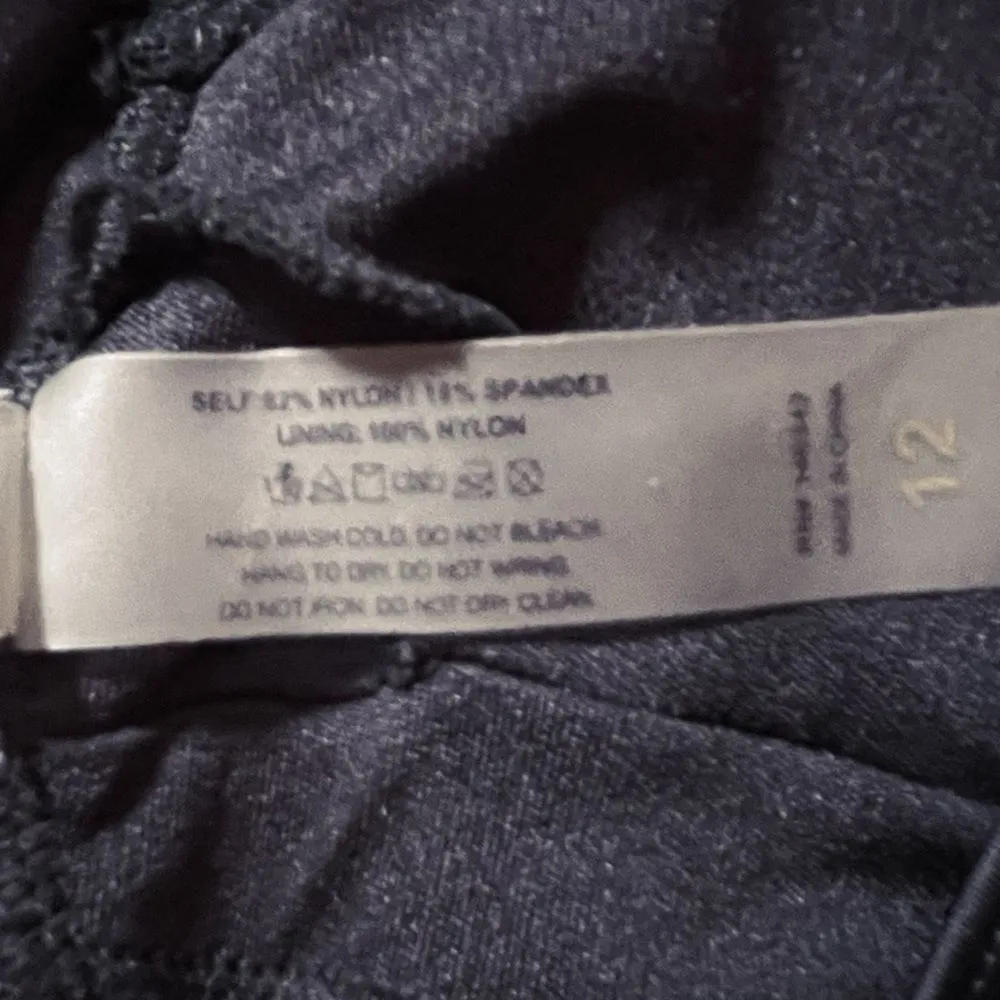 SELF: 82% NYLON / 18% SPANDEX
LINING: 100% NYLON
HAND WASH COLD, DO NOT BLEACH
HANG TO DRY, DO NOT WRING
DO NOT IRON, DO NOT DRY CLEAN
RN#
MADE IN CHINA
12